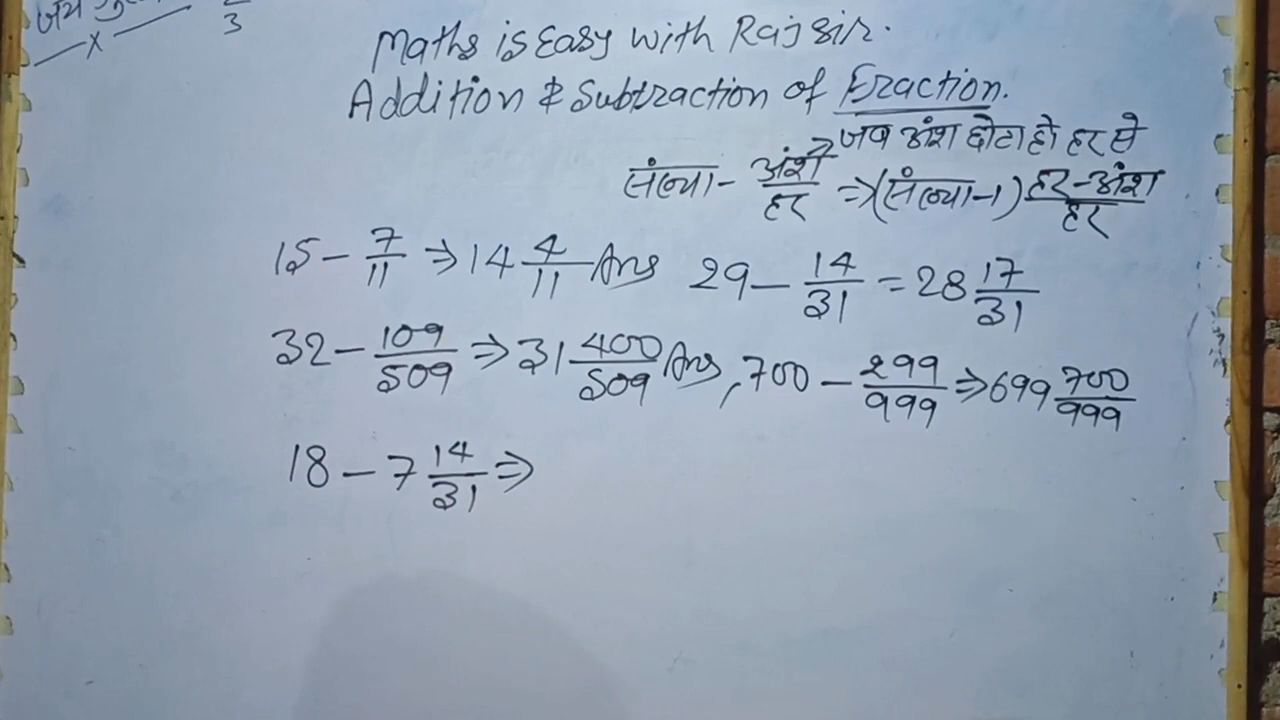 जय
x
3
Maths is Easy with Raj sir.
Addition & Subtraction of Fraction.
जब अंश छोटा हो हर से
संख्या - अंश/हर ⇒ (संख्या-1) हर-अंश/हर
15 - 7/11 ⇒ 14 4/11 Ans 29 - 14/31 = 28 17/31
32 - 109/509 ⇒ 31 400/509 Ans, 700 - 299/999 ⇒ 699 700/999
18 - 7 14/31 ⇒